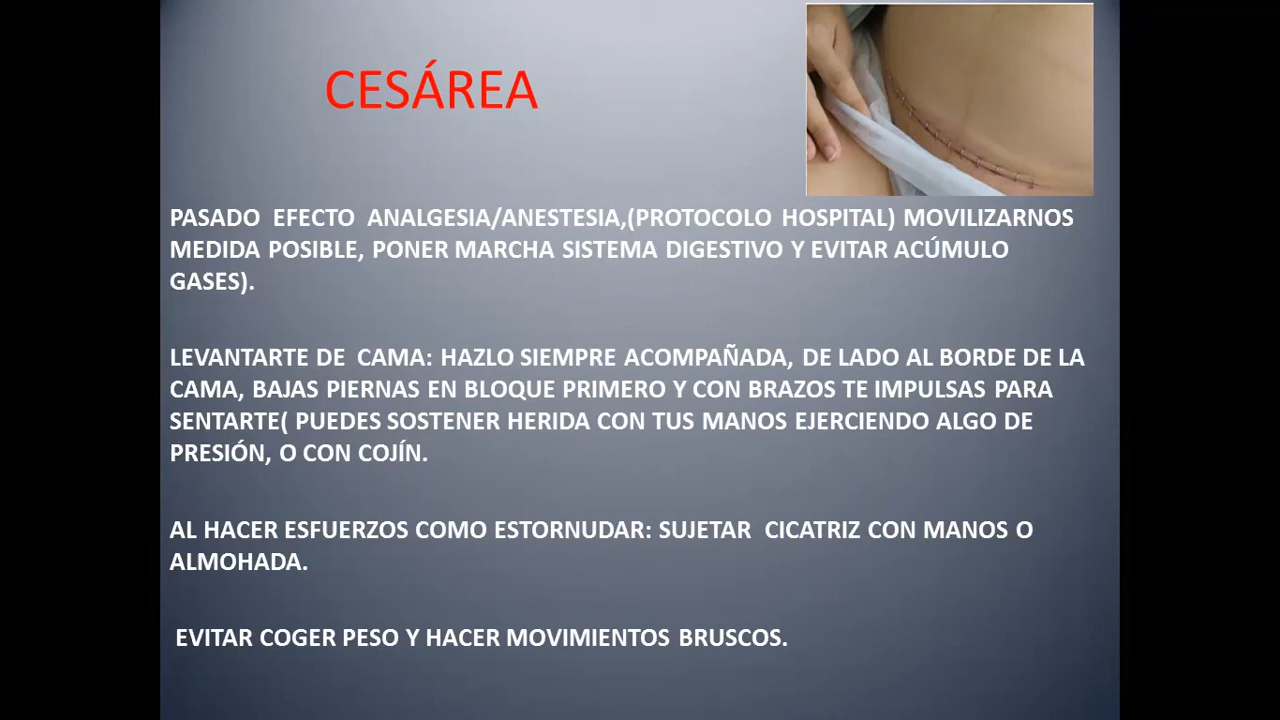 CESÁREA
PASADO EFECTO ANALGESIA/ANESTESIA,(PROTOCOLO HOSPITAL) MOVILIZARNOS
MEDIDA POSIBLE, PONER MARCHA SISTEMA DIGESTIVO Y EVITAR ACÚMULO
GASES).
LEVANTARTE DE CAMA: HAZLO SIEMPRE ACOMPAÑADA, DE LADO AL BORDE DE LA
CAMA, BAJAS PIERNAS EN BLOQUE PRIMERO Y CON BRAZOS TE IMPULSAS PARA
SENTARTE( PUEDES SOSTENER HERIDA CON TUS MANOS EJERCIENDO ALGO DE
PRESIÓN, O CON COJÍN.
AL HACER ESFUERZOS COMO ESTORNUDAR: SUJETAR CICATRIZ CON MANOS O
ALMOHADA.
EVITAR COGER PESO Y HACER MOVIMIENTOS BRUSCOS.